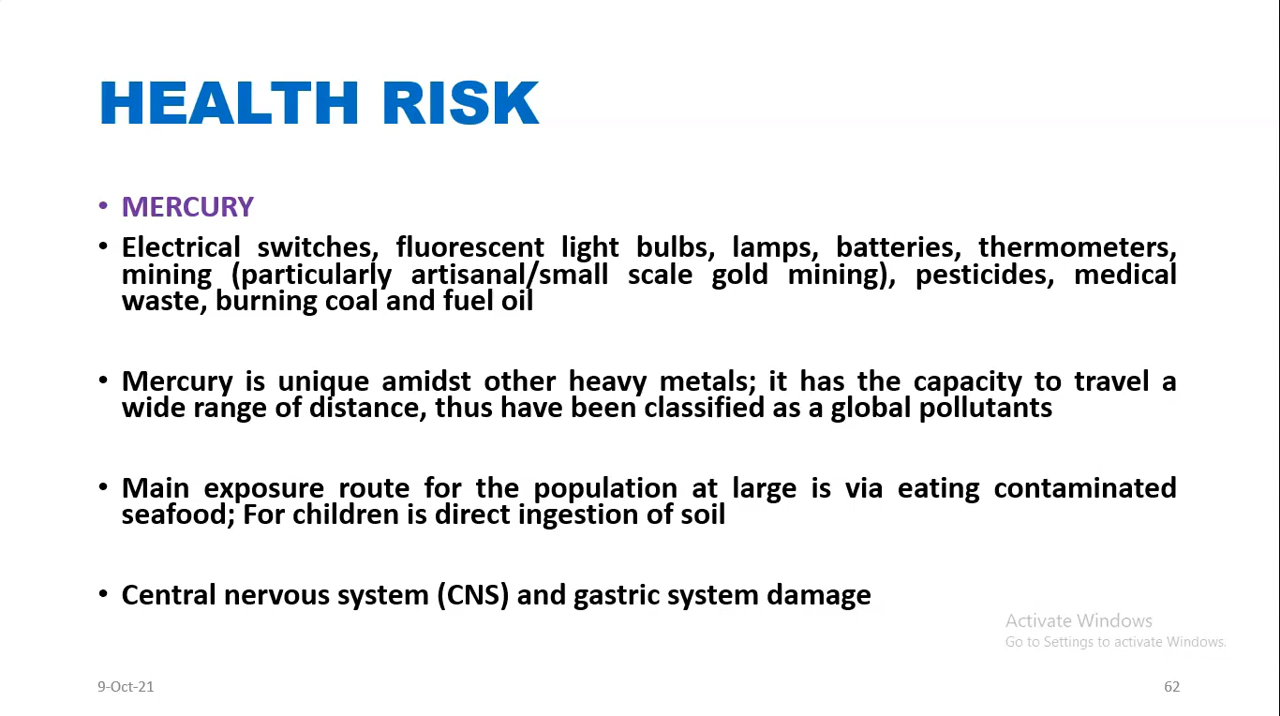 HEALTH RISK
• MERCURY
• Electrical switches, fluorescent light bulbs, lamps, batteries, thermometers,
mining (particularly artisanal/small scale gold mining), pesticides, medical
waste, burning coal and fuel oil
• Mercury is unique amidst other heavy metals; it has the capacity to travel a
wide range of distance, thus have been classified as a global pollutants
• Main exposure route for the population at large is via eating contaminated
seafood; For children is direct ingestion of soil
• Central nervous system (CNS) and gastric system damage
Activate Windows
Go to Settings to activate Windows.
9-Oct-21
62